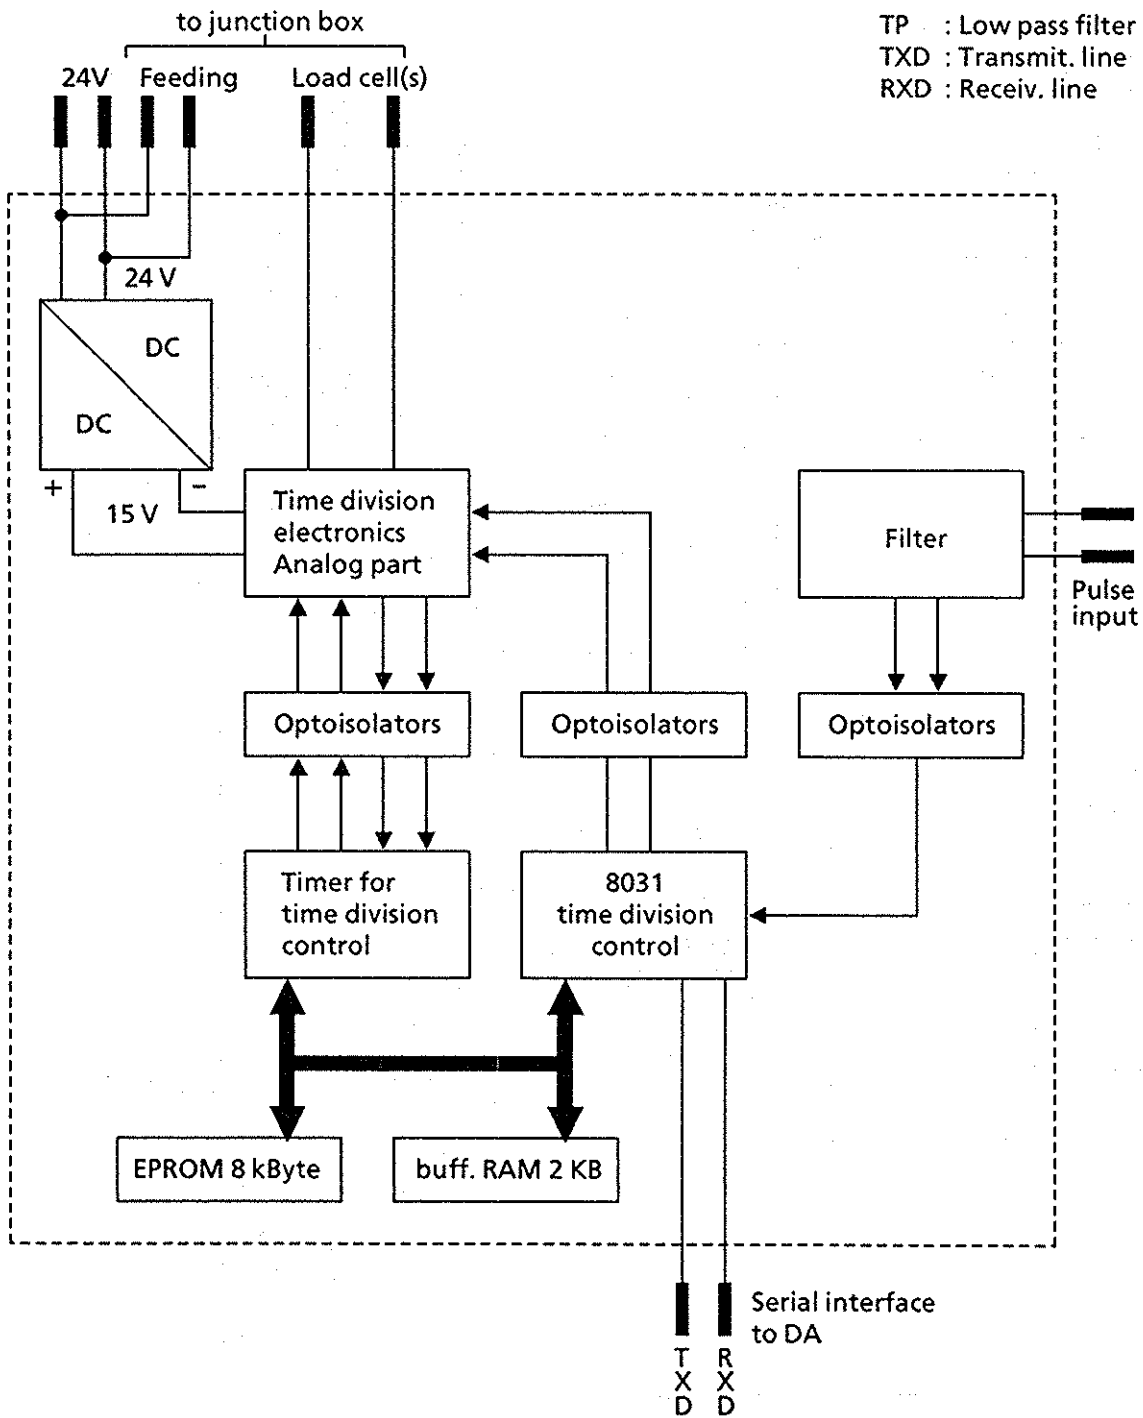 to junction box
24V Feeding Load cell(s)
TP : Low pass filter
TXD : Transmit. line
RXD : Receiv. line
24 V
DC
DC
+ −
15 V
Time division
electronics
Analog part
Filter
Pulse
input
Optoisolators
Optoisolators
Optoisolators
Timer for
time division
control
8031
time division
control
EPROM 8 kByte
buff. RAM 2 KB
Serial interface
to DA
TXD
RXD